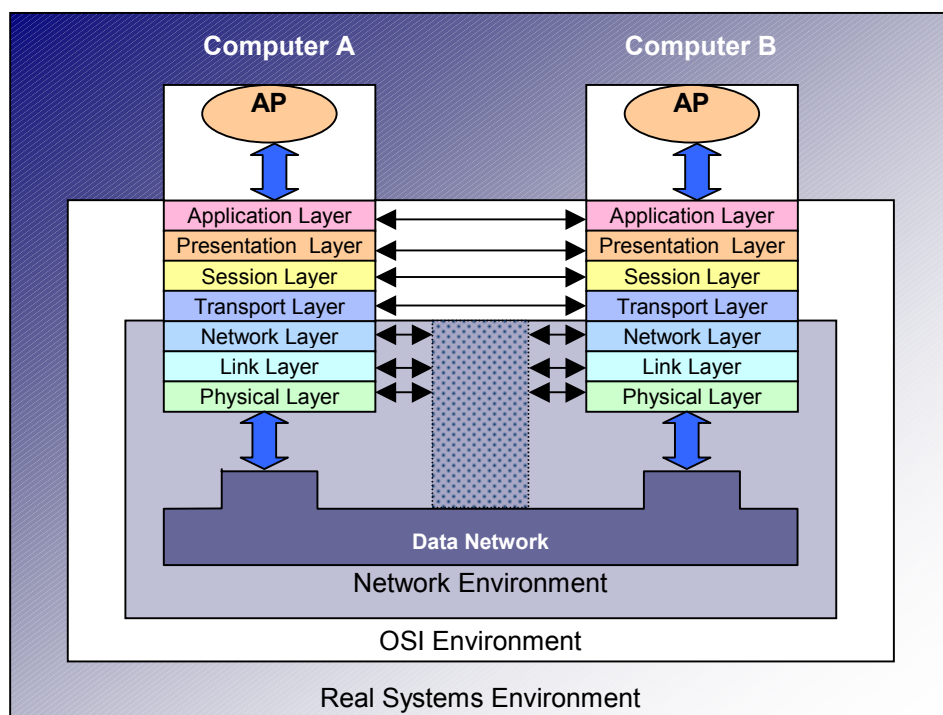 Computer A
Computer B
AP
AP
Application Layer
Application Layer
Presentation Layer
Presentation Layer
Session Layer
Session Layer
Transport Layer
Transport Layer
Network Layer
Network Layer
Link Layer
Link Layer
Physical Layer
Physical Layer
Data Network
Network Environment
OSI Environment
Real Systems Environment